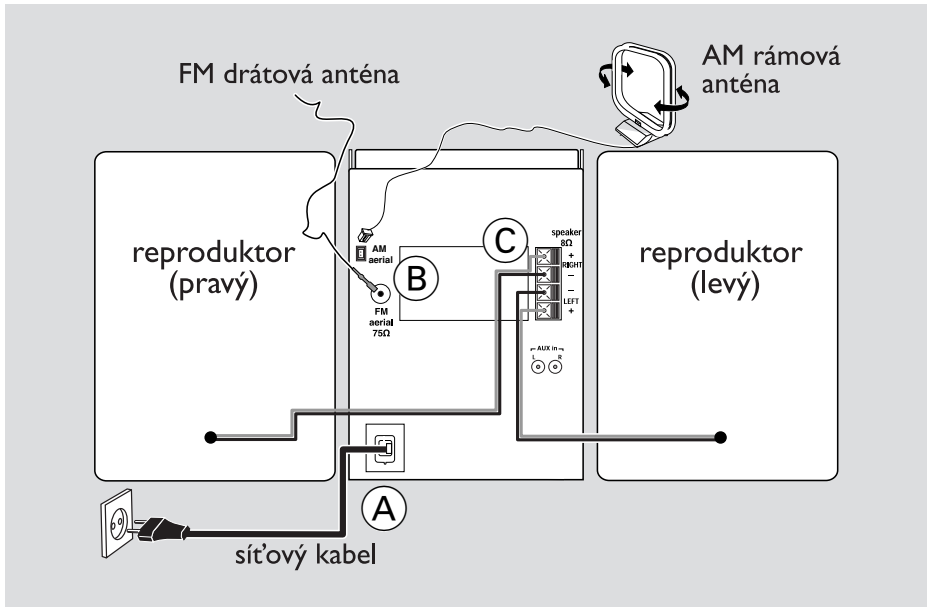 FM drátová anténa
AM rámová
anténa
reproduktor
(pravý)
AM
aerial
B
FM
aerial
75Ω
C
speaker
8Ω
+
RIGHT
–
–
LEFT
+
AUX in
L R
reproduktor
(levý)
A
síťový kabel